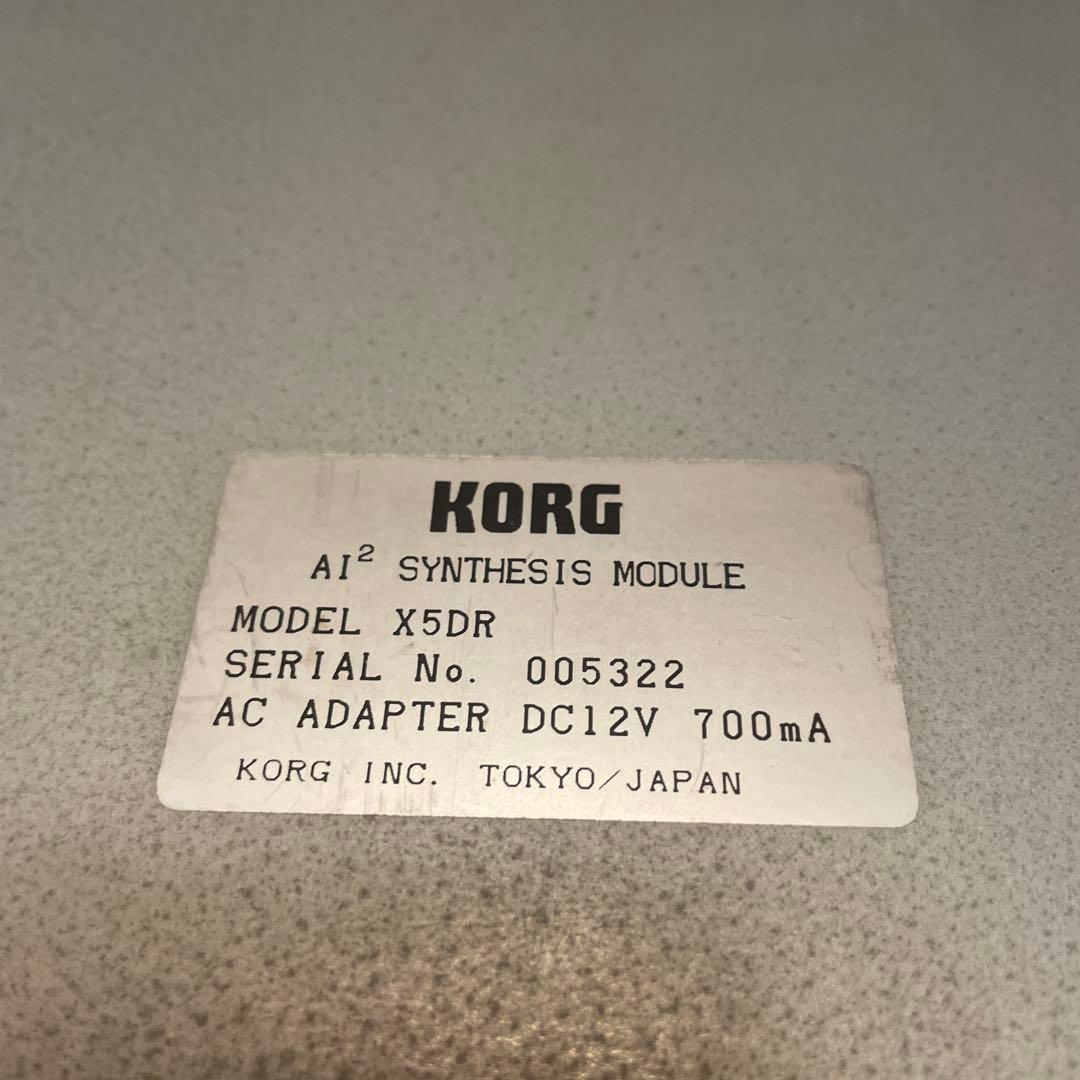 KORG
AI² SYNTHESIS MODULE
MODEL X5DR
SERIAL No. 005322
AC ADAPTER DC12V 700mA
KORG INC. TOKYO/JAPAN